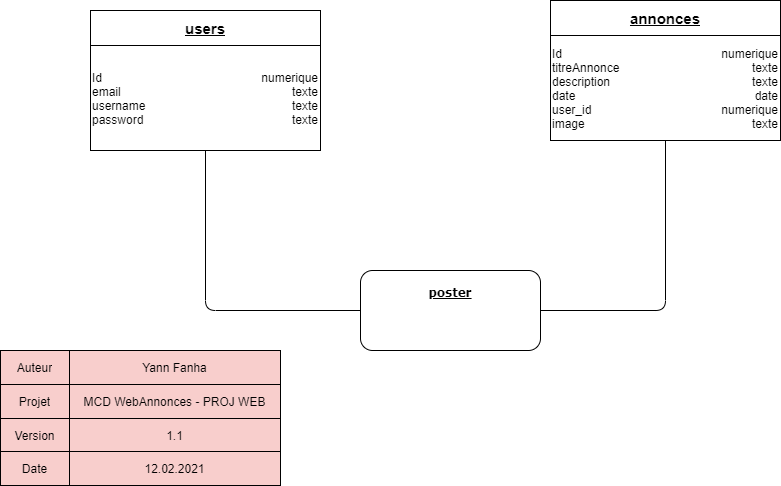 users
Id numerique
email texte
username texte
password texte
annonces
Id numerique
titreAnnonce texte
description texte
date date
user_id numerique
image texte
poster
Auteur Yann Fanha
Projet MCD WebAnnonces - PROJ WEB
Version 1.1
Date 12.02.2021